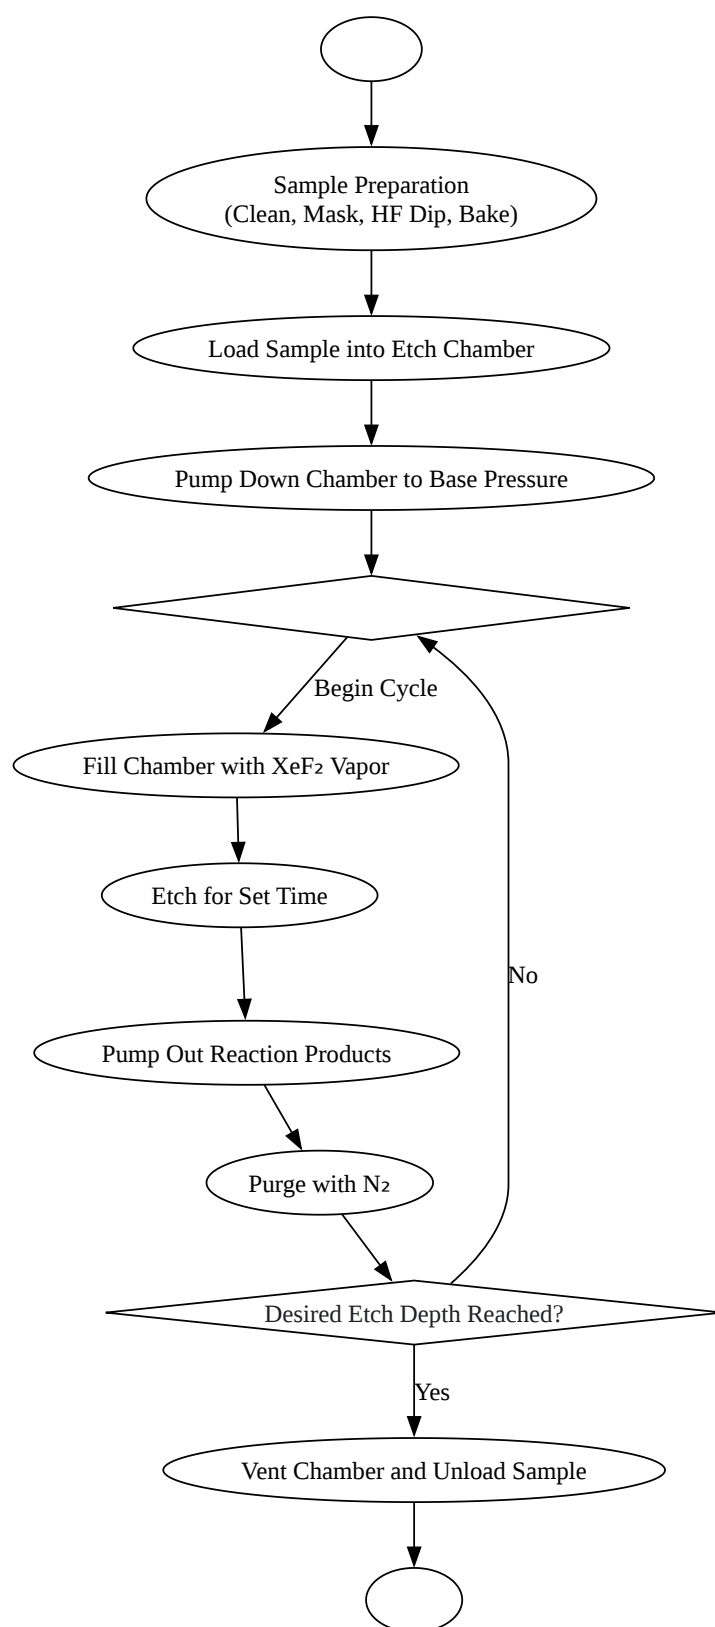 Sample Preparation
(Clean, Mask, HF Dip, Bake)
Load Sample into Etch Chamber
Pump Down Chamber to Base Pressure
Begin Cycle
Fill Chamber with XeF₂ Vapor
Etch for Set Time
No
Pump Out Reaction Products
Purge with N₂
Desired Etch Depth Reached?
Yes
Vent Chamber and Unload Sample